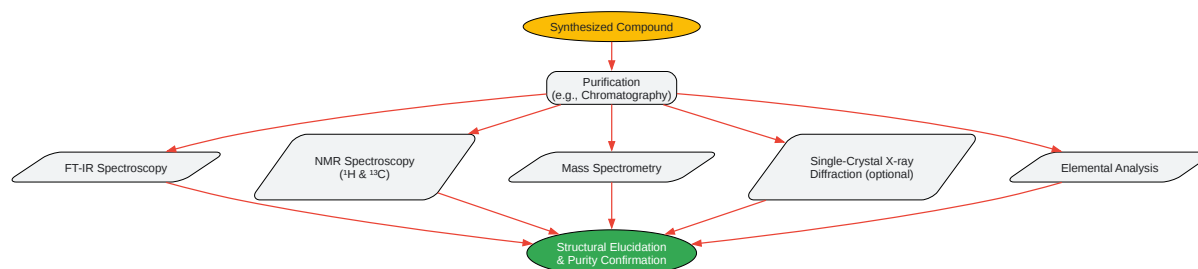 Synthesized Compound
Purification
(e.g., Chromatography)
FT-IR Spectroscopy
NMR Spectroscopy
(¹H & ¹³C)
Mass Spectrometry
Single-Crystal X-ray
Diffraction (optional)
Elemental Analysis
Structural Elucidation
& Purity Confirmation